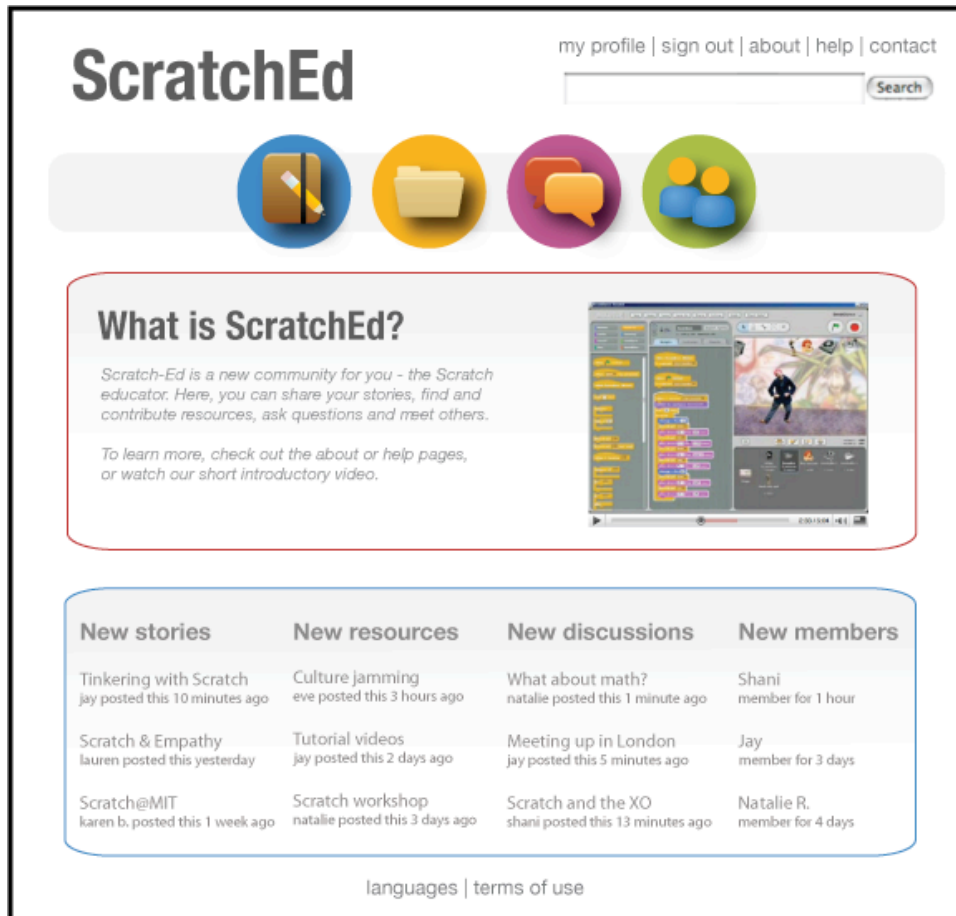 ScratchEd
my profile | sign out | about | help | contact
Search
What is ScratchEd?
Scratch-Ed is a new community for you - the Scratch
educator. Here, you can share your stories, find and
contribute resources, ask questions and meet others.
To learn more, check out the about or help pages,
or watch our short introductory video.
New stories
Tinkering with Scratch
jay posted this 10 minutes ago
Scratch & Empathy
lauren posted this yesterday
Scratch@MIT
karen b. posted this 1 week ago
New resources
Culture jamming
eve posted this 3 hours ago
Tutorial videos
jay posted this 2 days ago
Scratch workshop
natalie posted this 3 days ago
New discussions
What about math?
natalie posted this 1 minute ago
Meeting up in London
jay posted this 5 minutes ago
Scratch and the XO
shani posted this 13 minutes ago
New members
Shani
member for 1 hour
Jay
member for 3 days
Natalie R.
member for 4 days
languages | terms of use